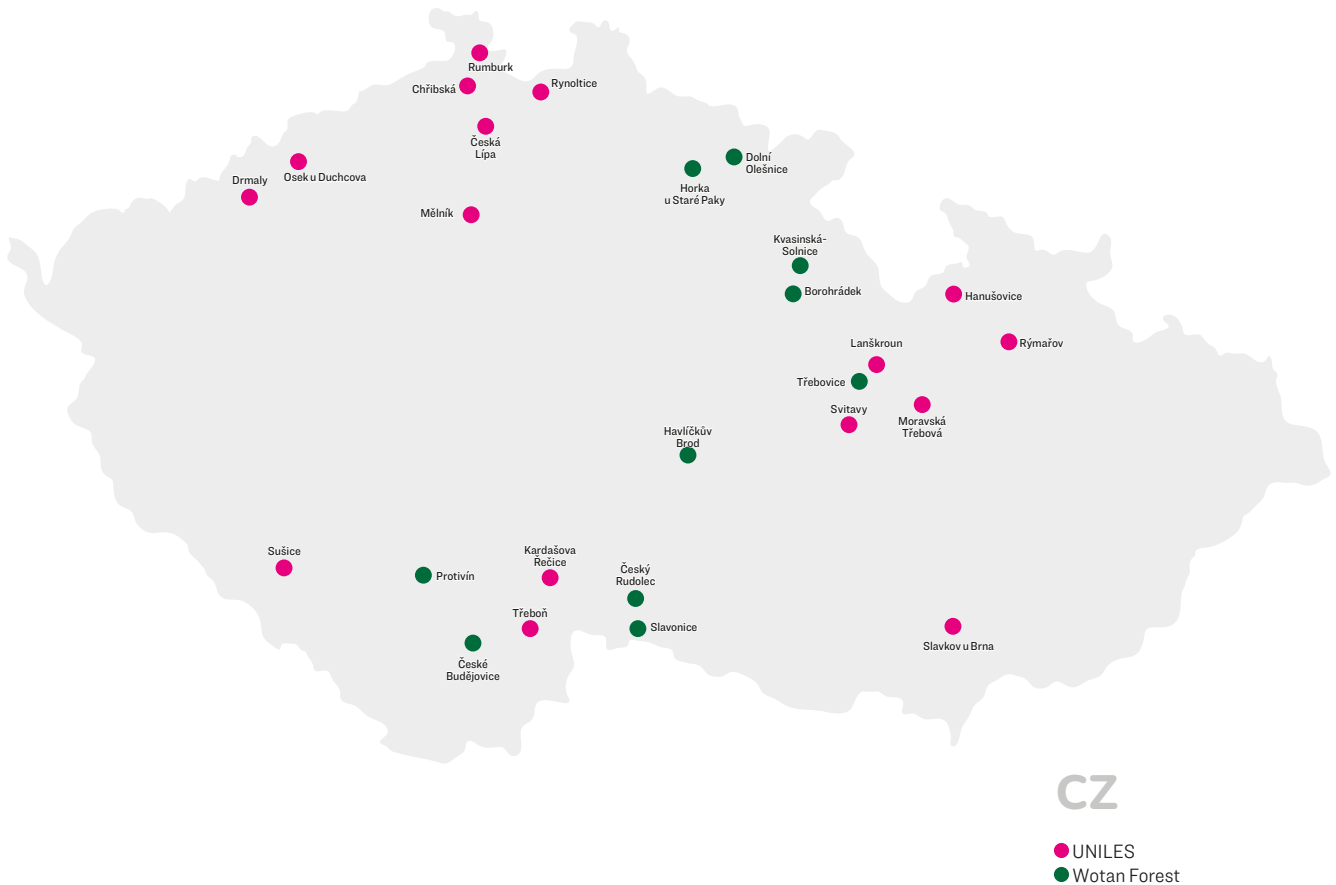 Rumburk
Chřibská
Rynoltice
Česká
Lípa
Osek u Duchcova
Drmaly
Mělník
Dolní
Olešnice
Horka
u Staré Paky
Kvasinská-
Solnice
Borohrádek
Hanušovice
Rýmařov
Lanškroun
Třebovice
Svitavy
Moravská
Třebová
Havlíčkův
Brod
Sušice
Protivín
Kardašova
Řečice
Český
Rudolec
Třeboň
Slavonice
České
Budějovice
Slavkov u Brna
CZ
UNILES
Wotan Forest